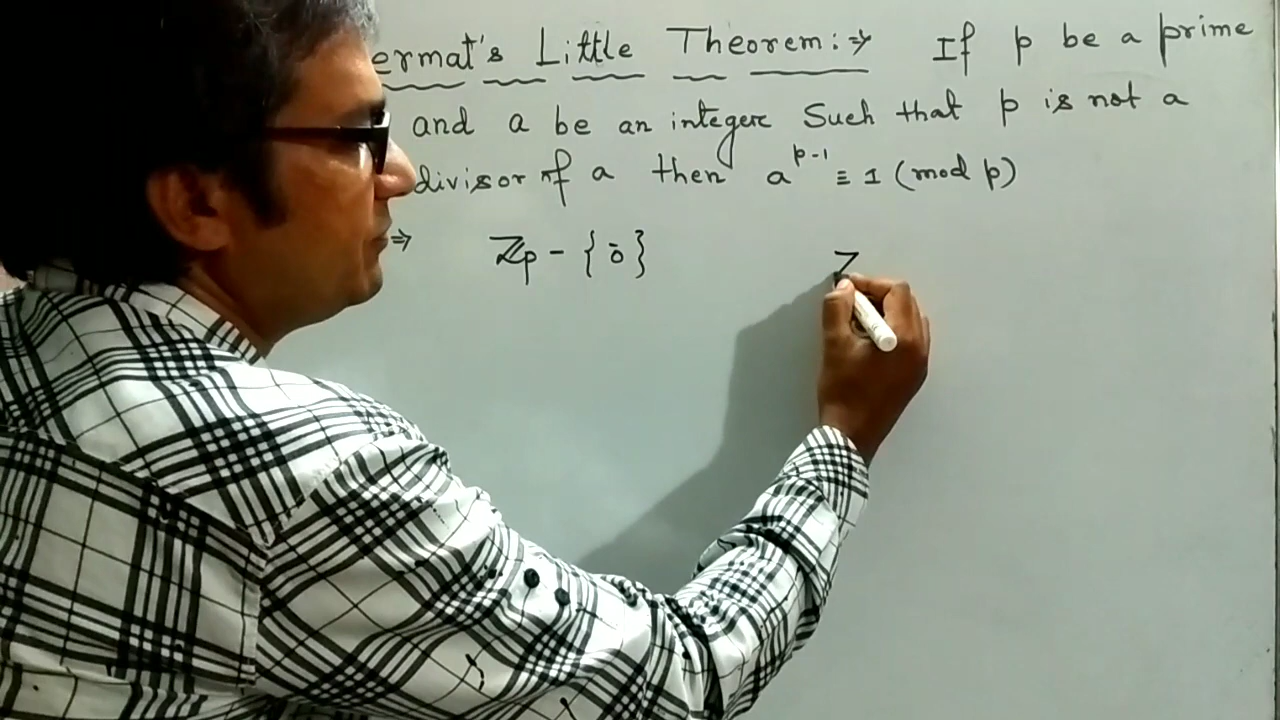 ermat's Little Theorem:⇒ If p be a prime
and a be an integer Such that p is not a
divisor of a then a^{p-1} ≡ 1 (mod p)
⇒ ℤp - {ō} Z